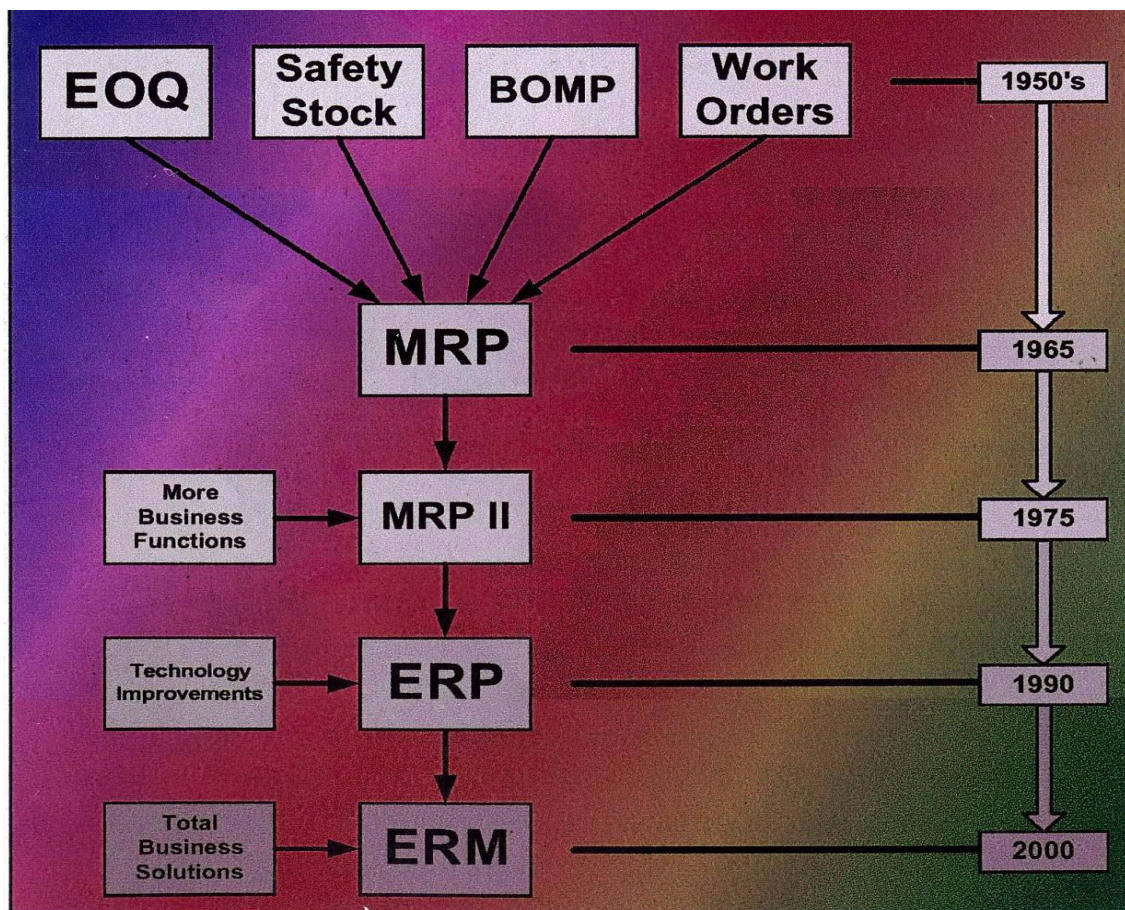 EOQ
Safety
Stock
BOMP
Work
Orders
1950's
MRP
1965
More
Business
Functions
MRP II
1975
Technology
Improvements
ERP
1990
Total
Business
Solutions
ERM
2000